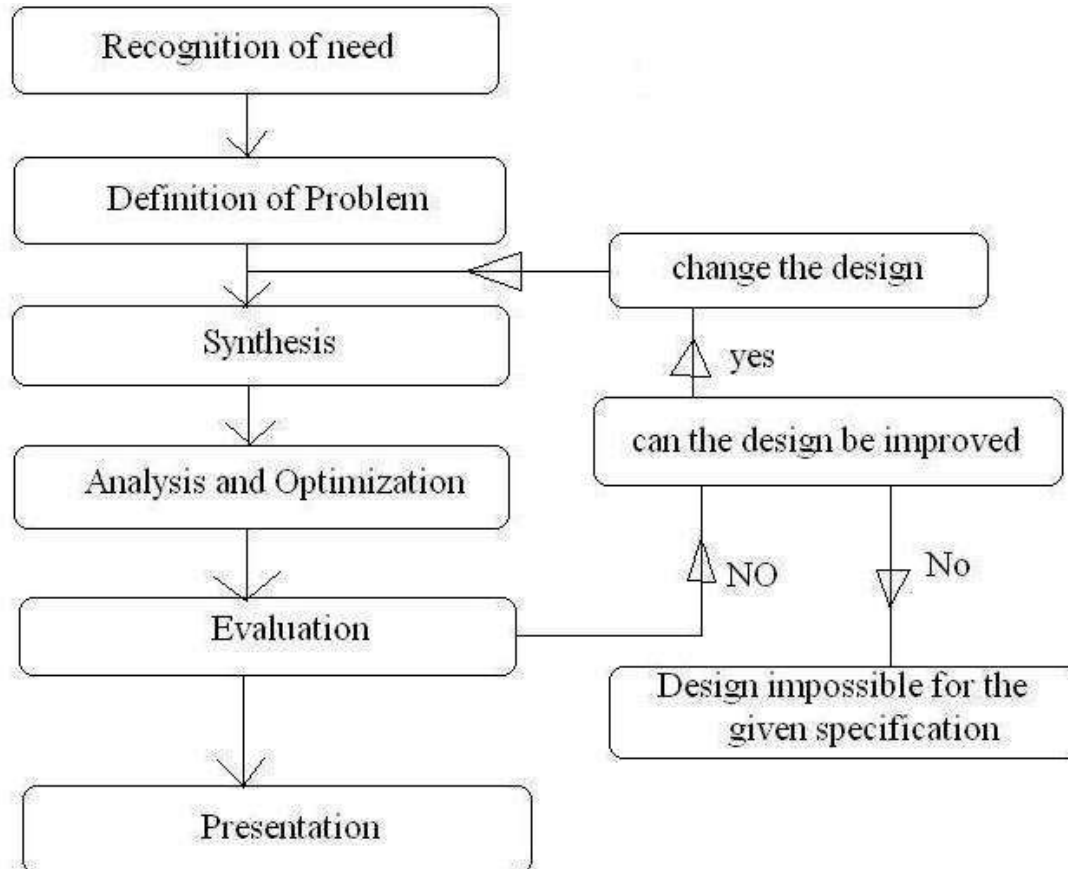 Recognition of need
Definition of Problem
change the design
Synthesis
yes
can the design be improved
Analysis and Optimization
NO
No
Evaluation
Design impossible for the
given specification
Presentation